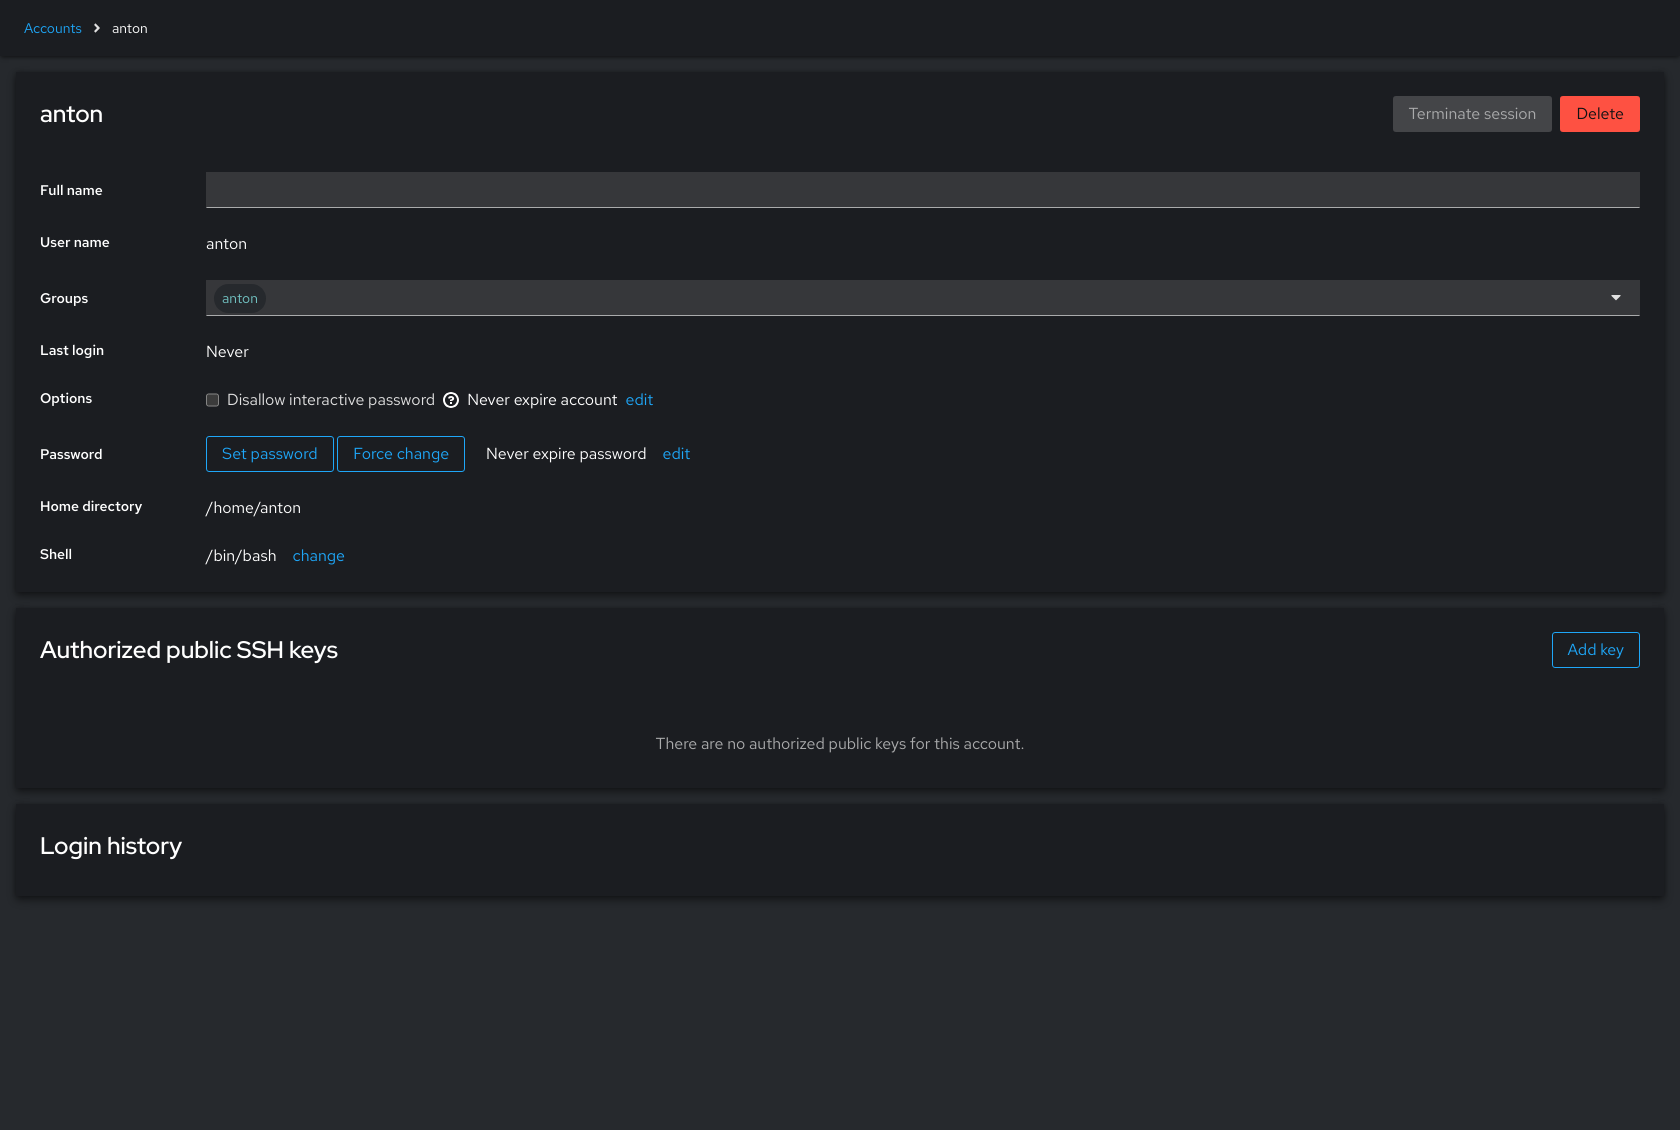 Accounts > anton
anton
Terminate session
Delete
Full name
User name
anton
Groups
anton
Last login
Never
Options
Disallow interactive password
Never expire account
edit
Password
Set password
Force change
Never expire password
edit
Home directory
/home/anton
Shell
/bin/bash
change
Authorized public SSH keys
Add key
There are no authorized public keys for this account.
Login history